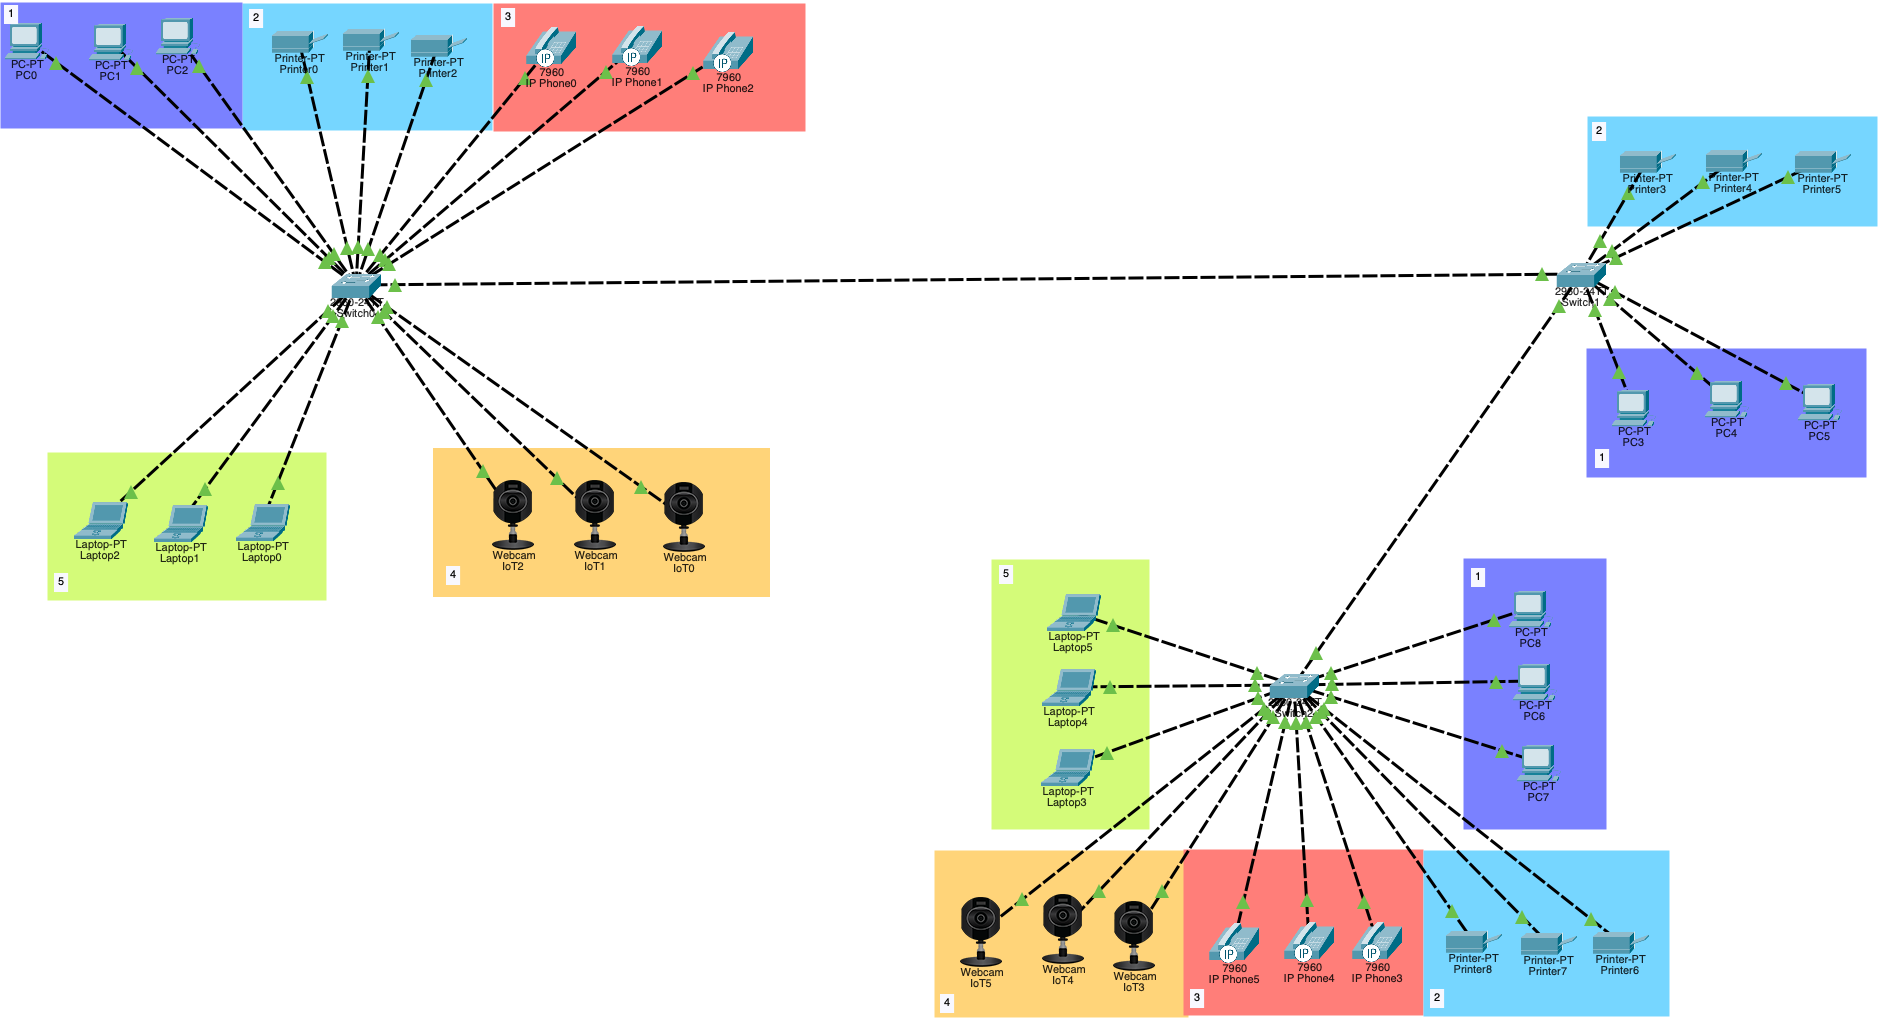 1
PC-PT
PC0
PC-PT
PC1
PC-PT
PC2
2
Printer-PT
Printer0
Printer-PT
Printer1
Printer-PT
Printer2
3
7960
IP Phone0
7960
IP Phone1
7960
IP Phone2
IP
IP
IP
2
Printer-PT
Printer3
Printer-PT
Printer4
Printer-PT
Printer5
Switch0
Switch1
PC-PT
PC3
PC-PT
PC4
PC-PT
PC5
1
Laptop-PT
Laptop2
Laptop-PT
Laptop1
Laptop-PT
Laptop0
5
Webcam
IoT2
Webcam
IoT1
Webcam
IoT0
4
5
Laptop-PT
Laptop5
Laptop-PT
Laptop4
Laptop-PT
Laptop3
Switch2
1
PC-PT
PC8
PC-PT
PC6
PC-PT
PC7
Webcam
IoT5
Webcam
IoT4
Webcam
IoT3
4
IP
IP
IP
7960
IP Phone5
7960
IP Phone4
7960
IP Phone3
3
Printer-PT
Printer8
Printer-PT
Printer7
Printer-PT
Printer6
2